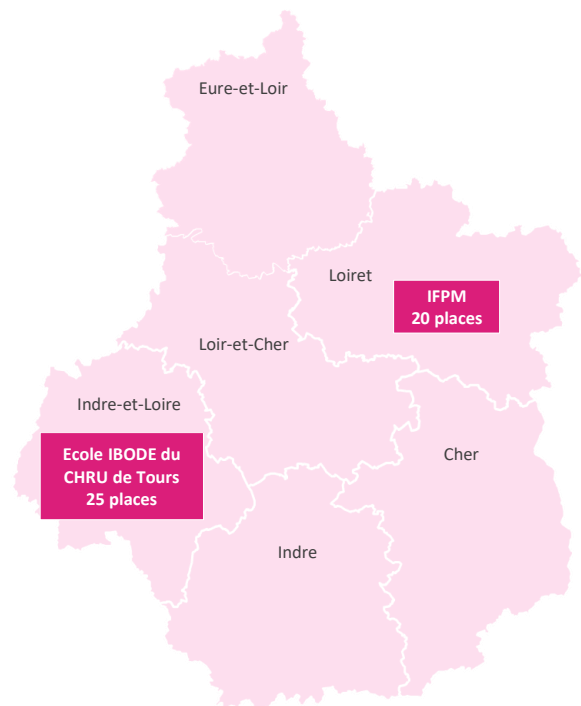 Eure-et-Loir
Loiret
IFPM
20 places
Loir-et-Cher
Indre-et-Loire
Ecole IBODE du
CHRU de Tours
25 places
Cher
Indre